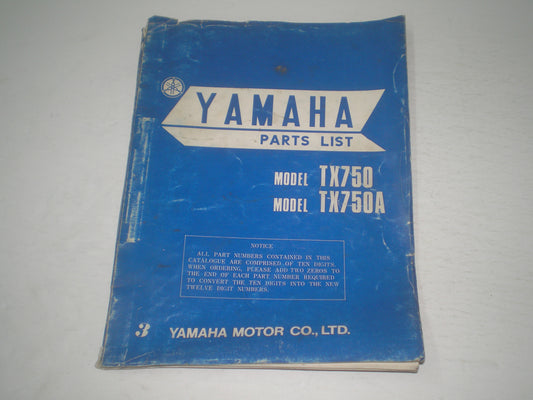 YAMAHA
PARTS LIST
MODEL TX750
MODEL TX750A
NOTICE
ALL PART NUMBERS CONTAINED IN THIS
CATALOGUE ARE COMPRISED OF TEN DIGITS.
WHEN ORDERING, PLEASE ADD TWO ZEROS TO
THE END OF EACH PART NUMBER REQUIRED
TO CONVERT THE TEN DIGITS INTO THE NEW
TWELVE DIGIT NUMBERS.
3 YAMAHA MOTOR CO., LTD.